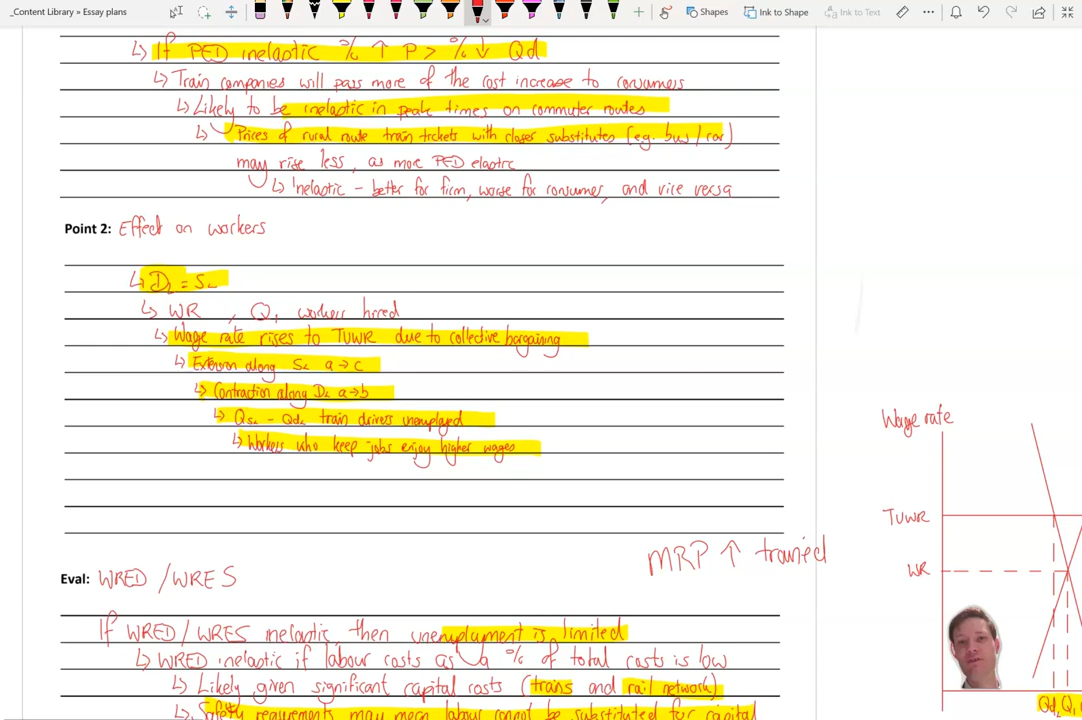 _Content Library » Essay plans
Shapes
Ink to Shape
Ink to Text
↳ If PED inelaptic % ↑ P > % ↓ Qd
↳ Train companies will pass more of the cost increase to consumers
↳ Likely to be inelastic in peak times on commuter routes
↳ Prices of rural route train tickets with closer substitutes (eg. bus / car)
may rise less, as more PED elastic
↳ inelastic - better for firm, worse for consumer, and vice versa
Point 2: Effect on workers
↳ DL = SL
↳ WR , Q1 workers hired
↳ Wage rate rises to TUWR due to collective bargaining
↳ Extension along SL a → c
↳ Contraction along DL a → b
↳ QSL - QdL train drivers unemployed
↳ Workers who keep jobs enjoy higher wages
Wage rate
TUWR
WR
MRP ↑ trained
Eval: WRED / WRES
If WRED / WRES inelastic then unemployment is limited
↳ WRED inelastic if labour costs as a % of total costs is low
↳ Likely given significant capital costs (trains and rail network)
↳ Safety requirements may mean labour cannot be substituted for capital
QdL Q1